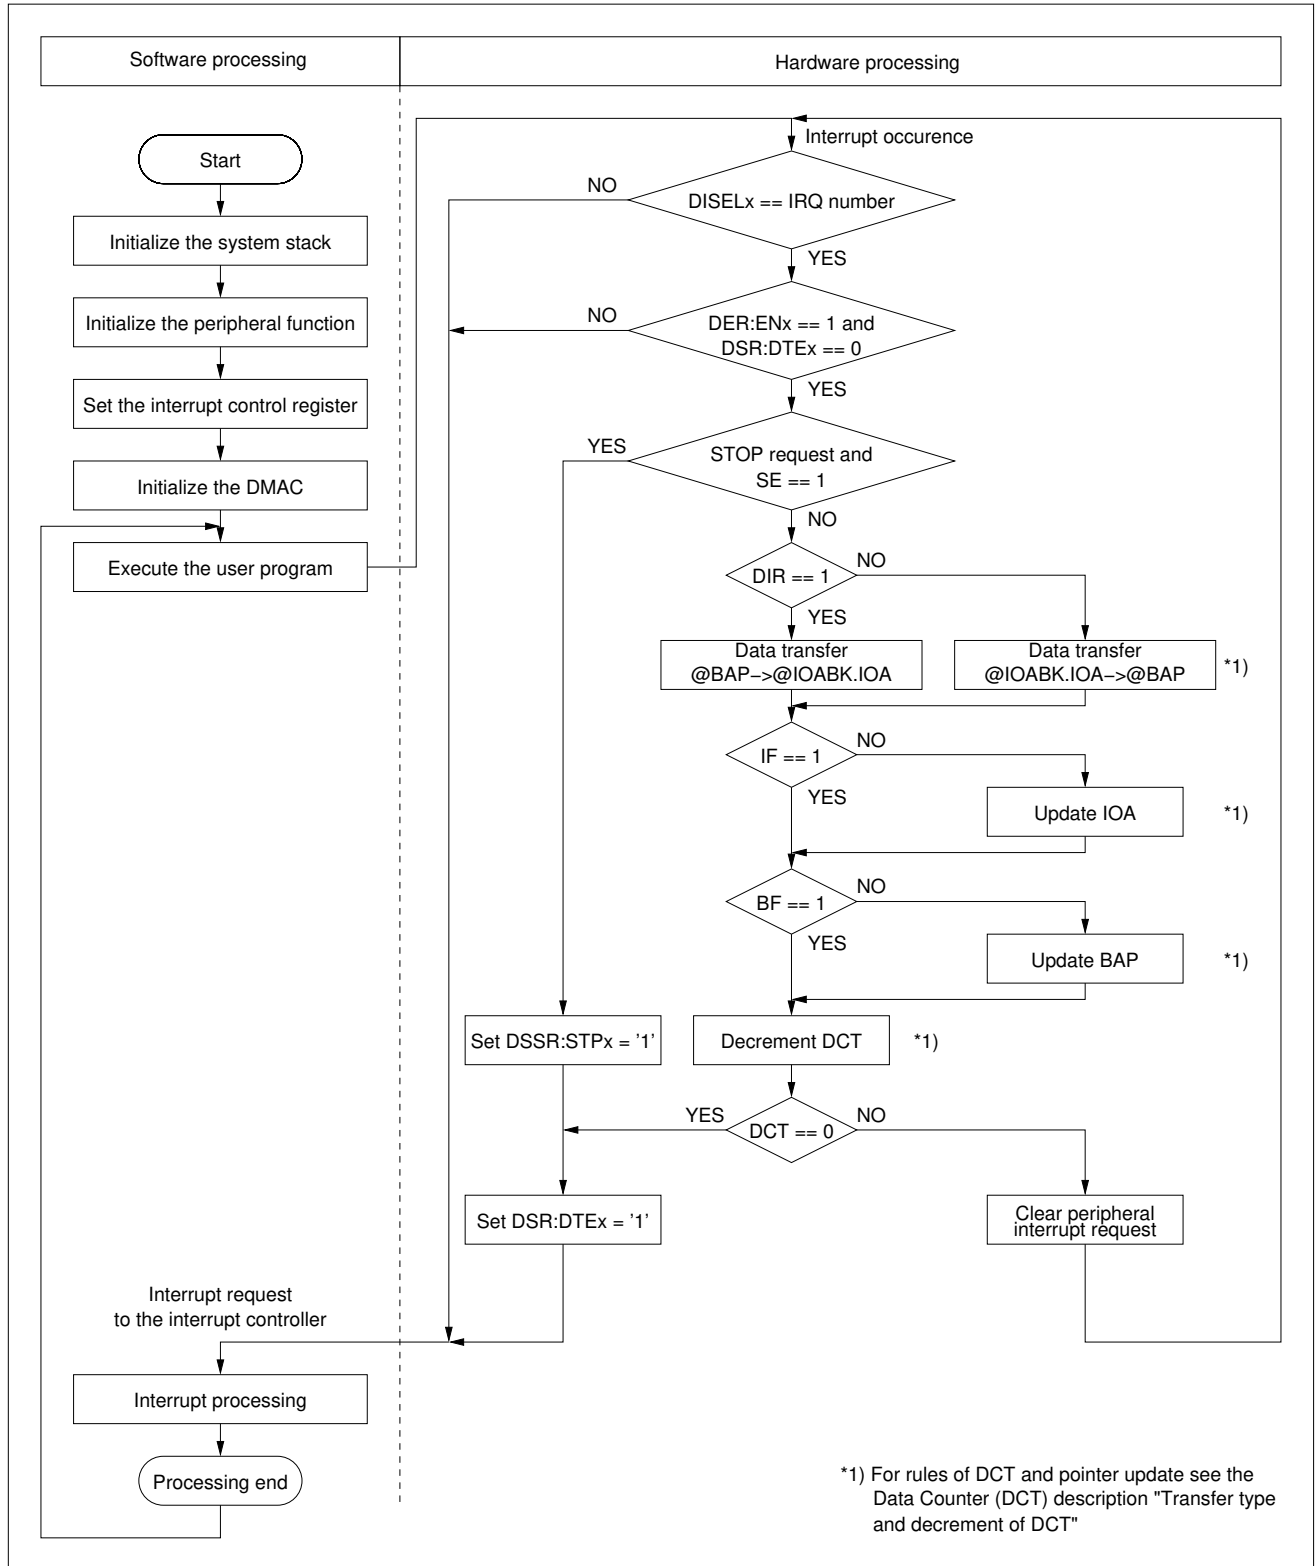 Software processing
Hardware processing
Start
Initialize the system stack
Initialize the peripheral function
Set the interrupt control register
Initialize the DMAC
Execute the user program
Interrupt occurence
NO
DISELx == IRQ number
YES
NO
DER:ENx == 1 and
DSR:DTEx == 0
YES
YES
STOP request and
SE == 1
NO
DIR == 1
NO
YES
Data transfer
@BAP->@IOABK.IOA
Data transfer
@IOABK.IOA->@BAP
*1)
IF == 1
NO
YES
Update IOA
*1)
BF == 1
NO
YES
Update BAP
*1)
Set DSSR:STPx = '1'
Decrement DCT
*1)
YES
DCT == 0
NO
Set DSR:DTEx = '1'
Clear peripheral
interrupt request
Interrupt request
to the interrupt controller
Interrupt processing
Processing end
*1) For rules of DCT and pointer update see the
Data Counter (DCT) description "Transfer type
and decrement of DCT"